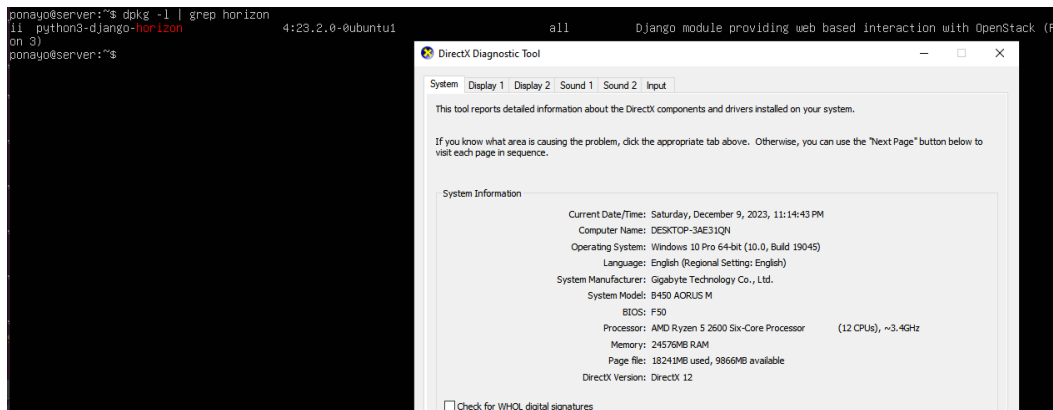 ponayo@server:~$ dpkg -l | grep horizon
ii python3-django-horizon 4:23.2.0-0ubuntu1 all Django module providing web based interaction with OpenStack (
on 3)
ponayo@server:~$
DirectX Diagnostic Tool
System Display 1 Display 2 Sound 1 Sound 2 Input
This tool reports detailed information about the DirectX components and drivers installed on your system.
If you know what area is causing the problem, click the appropriate tab above. Otherwise, you can use the "Next Page" button below to
visit each page in sequence.
System Information
Current Date/Time: Saturday, December 9, 2023, 11:14:43 PM
Computer Name: DESKTOP-3AE31QN
Operating System: Windows 10 Pro 64-bit (10.0, Build 19045)
Language: English (Regional Setting: English)
System Manufacturer: Gigabyte Technology Co., Ltd.
System Model: B450 AORUS M
BIOS: F50
Processor: AMD Ryzen 5 2600 Six-Core Processor (12 CPUs), ~3.4GHz
Memory: 24576MB RAM
Page file: 18241MB used, 9866MB available
DirectX Version: DirectX 12
Check for WHQL digital signatures